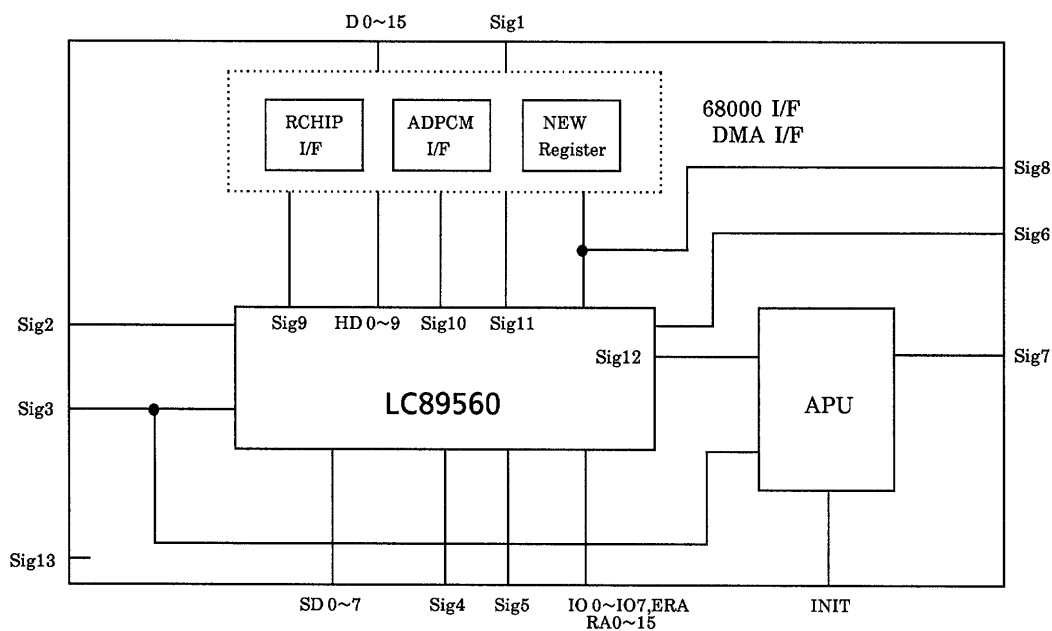 D 0~15
Sig1
RCHIP
I/F
ADPCM
I/F
NEW
Register
68000 I/F
DMA I/F
Sig8
Sig6
Sig2
Sig9
HD 0~9
Sig10
Sig11
Sig12
Sig7
Sig3
LC89560
APU
Sig13
SD 0~7
Sig4
Sig5
IO 0~IO7,ERA
RA0~15
INIT